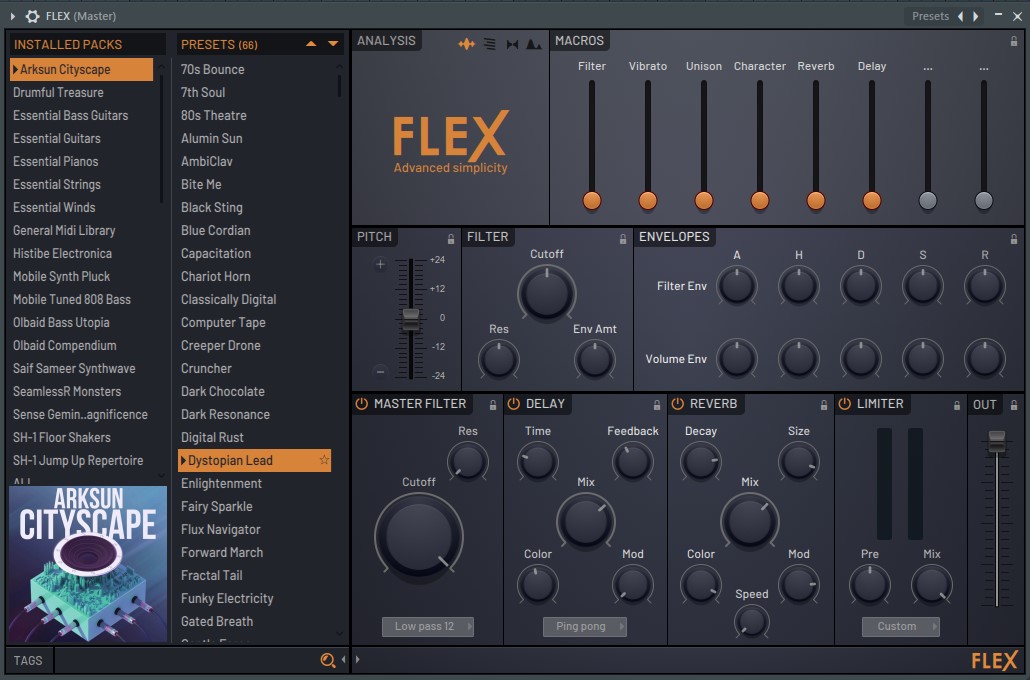 FLEX (Master)
Presets
INSTALLED PACKS
Arksun Cityscape
Drumful Treasure
Essential Bass Guitars
Essential Guitars
Essential Pianos
Essential Strings
Essential Winds
General Midi Library
Histibe Electronica
Mobile Synth Pluck
Mobile Tuned 808 Bass
Olbaid Bass Utopia
Olbaid Compendium
Saif Sameer Synthwave
SeamlessR Monsters
Sense Gemin..agnificence
SH-1 Floor Shakers
SH-1 Jump Up Repertoire
ARKSUN
CITYSCAPE
TAGS
PRESETS (66)
70s Bounce
7th Soul
80s Theatre
Alumin Sun
AmbiClav
Bite Me
Black Sting
Blue Cordian
Capacitation
Chariot Horn
Classically Digital
Computer Tape
Creeper Drone
Cruncher
Dark Chocolate
Dark Resonance
Digital Rust
Dystopian Lead
Enlightenment
Fairy Sparkle
Flux Navigator
Forward March
Fractal Tail
Funky Electricity
Gated Breath
ANALYSIS
FLEX
Advanced simplicity
MACROS
Filter Vibrato Unison Character Reverb Delay ... ...
PITCH
+24
+12
0
-12
-24
FILTER
Cutoff
Res Env Amt
ENVELOPES
A H D S R
Filter Env
Volume Env
MASTER FILTER
Res
Cutoff
Low pass 12
DELAY
Time Feedback
Mix
Color Mod
Ping pong
REVERB
Decay Size
Mix
Color Mod
Speed
LIMITER
Pre Mix
Custom
OUT
FLEX